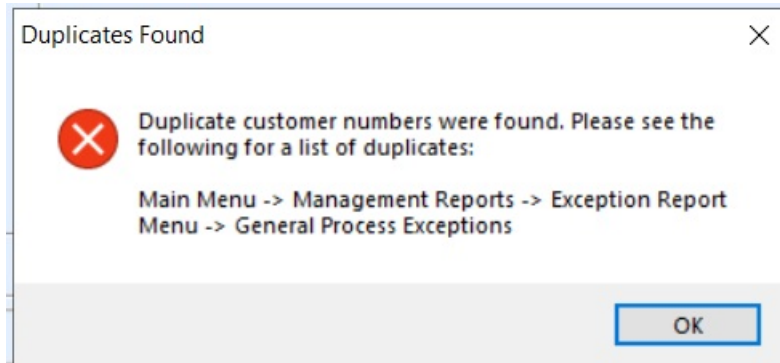 Duplicates Found
Duplicate customer numbers were found. Please see the
following for a list of duplicates:
Main Menu -> Management Reports -> Exception Report
Menu -> General Process Exceptions
OK